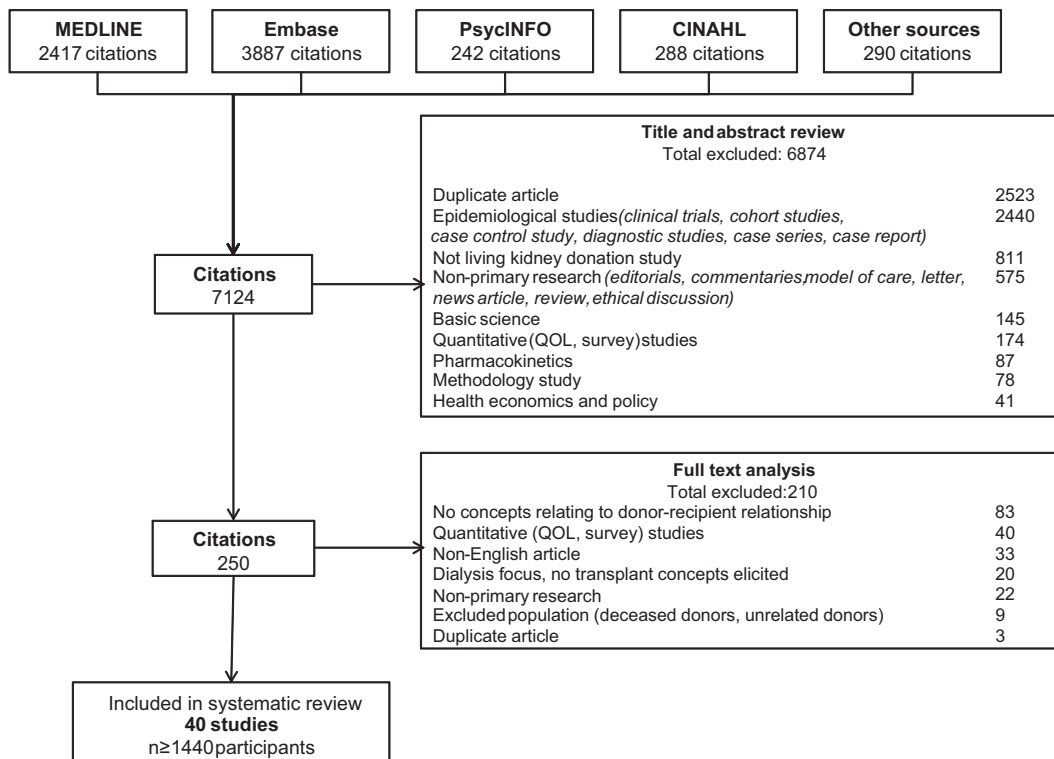 MEDLINE
2417 citations
Embase
3887 citations
PsycINFO
242 citations
CINAHL
288 citations
Other sources
290 citations
Title and abstract review
Total excluded: 6874
Duplicate article 2523
Epidemiological studies (clinical trials, cohort studies, 2440
case control study, diagnostic studies, case series, case report)
Not living kidney donation study 811
Non-primary research (editorials, commentaries,model of care, letter, 575
news article, review, ethical discussion)
Basic science 145
Quantitative (QOL, survey) studies 174
Pharmacokinetics 87
Methodology study 78
Health economics and policy 41
Citations
7124
Full text analysis
Total excluded:210
No concepts relating to donor-recipient relationship 83
Quantitative (QOL, survey) studies 40
Non-English article 33
Dialysis focus, no transplant concepts elicited 20
Non-primary research 22
Excluded population (deceased donors, unrelated donors) 9
Duplicate article 3
Citations
250
Included in systematic review
40 studies
n≥1440 participants